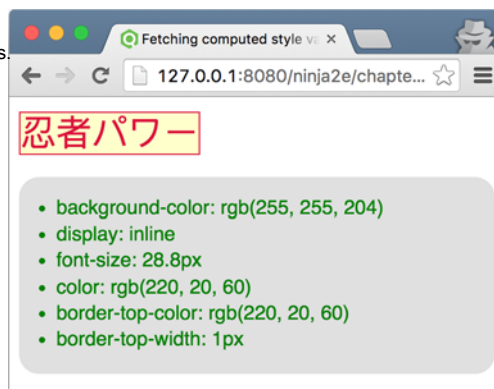 s.
Fetching computed style va
127.0.0.1:8080/ninja2e/chapte...
忍者パワー
• background-color: rgb(255, 255, 204)
• display: inline
• font-size: 28.8px
• color: rgb(220, 20, 60)
• border-top-color: rgb(220, 20, 60)
• border-top-width: 1px